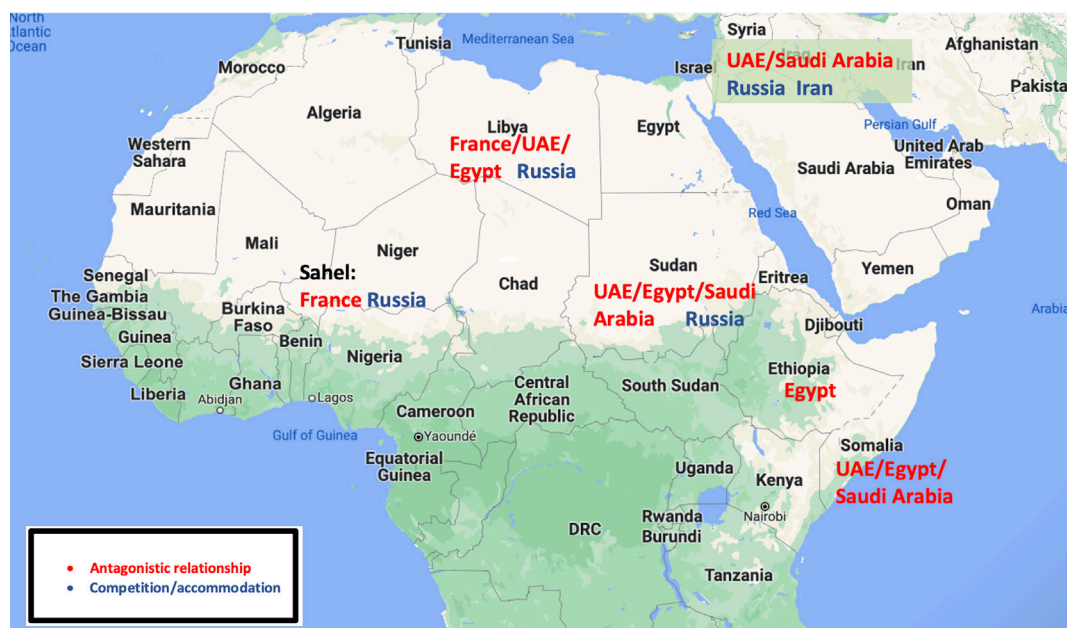 North
Atlantic
Ocean
Tunisia
Mediterranean Sea
Syria
Afghanistan
Morocco
Israel
Iraq
UAE/Saudi Arabia
Iran
Russia Iran
Pakista
Algeria
Libya
Egypt
Persian Gulf
Western
Sahara
France/UAE/
Egypt Russia
United Arab
Emirates
Saudi Arabia
Mauritania
Oman
Red Sea
Mali
Niger
Sudan
Yemen
Senegal
Sahel:
Chad
Eritrea
The Gambia
France Russia
UAE/Egypt/Saudi
Arabia Russia
Guinea-Bissau
Burkina
Faso
Djibouti
Arabia
Guinea
Benin
Nigeria
Sierra Leone
Ghana
Central
African
Republic
South Sudan
Ethiopia
Egypt
Liberia
Abidjan
Lagos
Cameroon
Gulf of Guinea
Yaoundé
Somalia
UAE/Egypt/
Saudi Arabia
Equatorial
Guinea
Uganda
Kenya
Nairobi
DRC
Rwanda
Burundi
Tanzania
• Antagonistic relationship
• Competition/accommodation